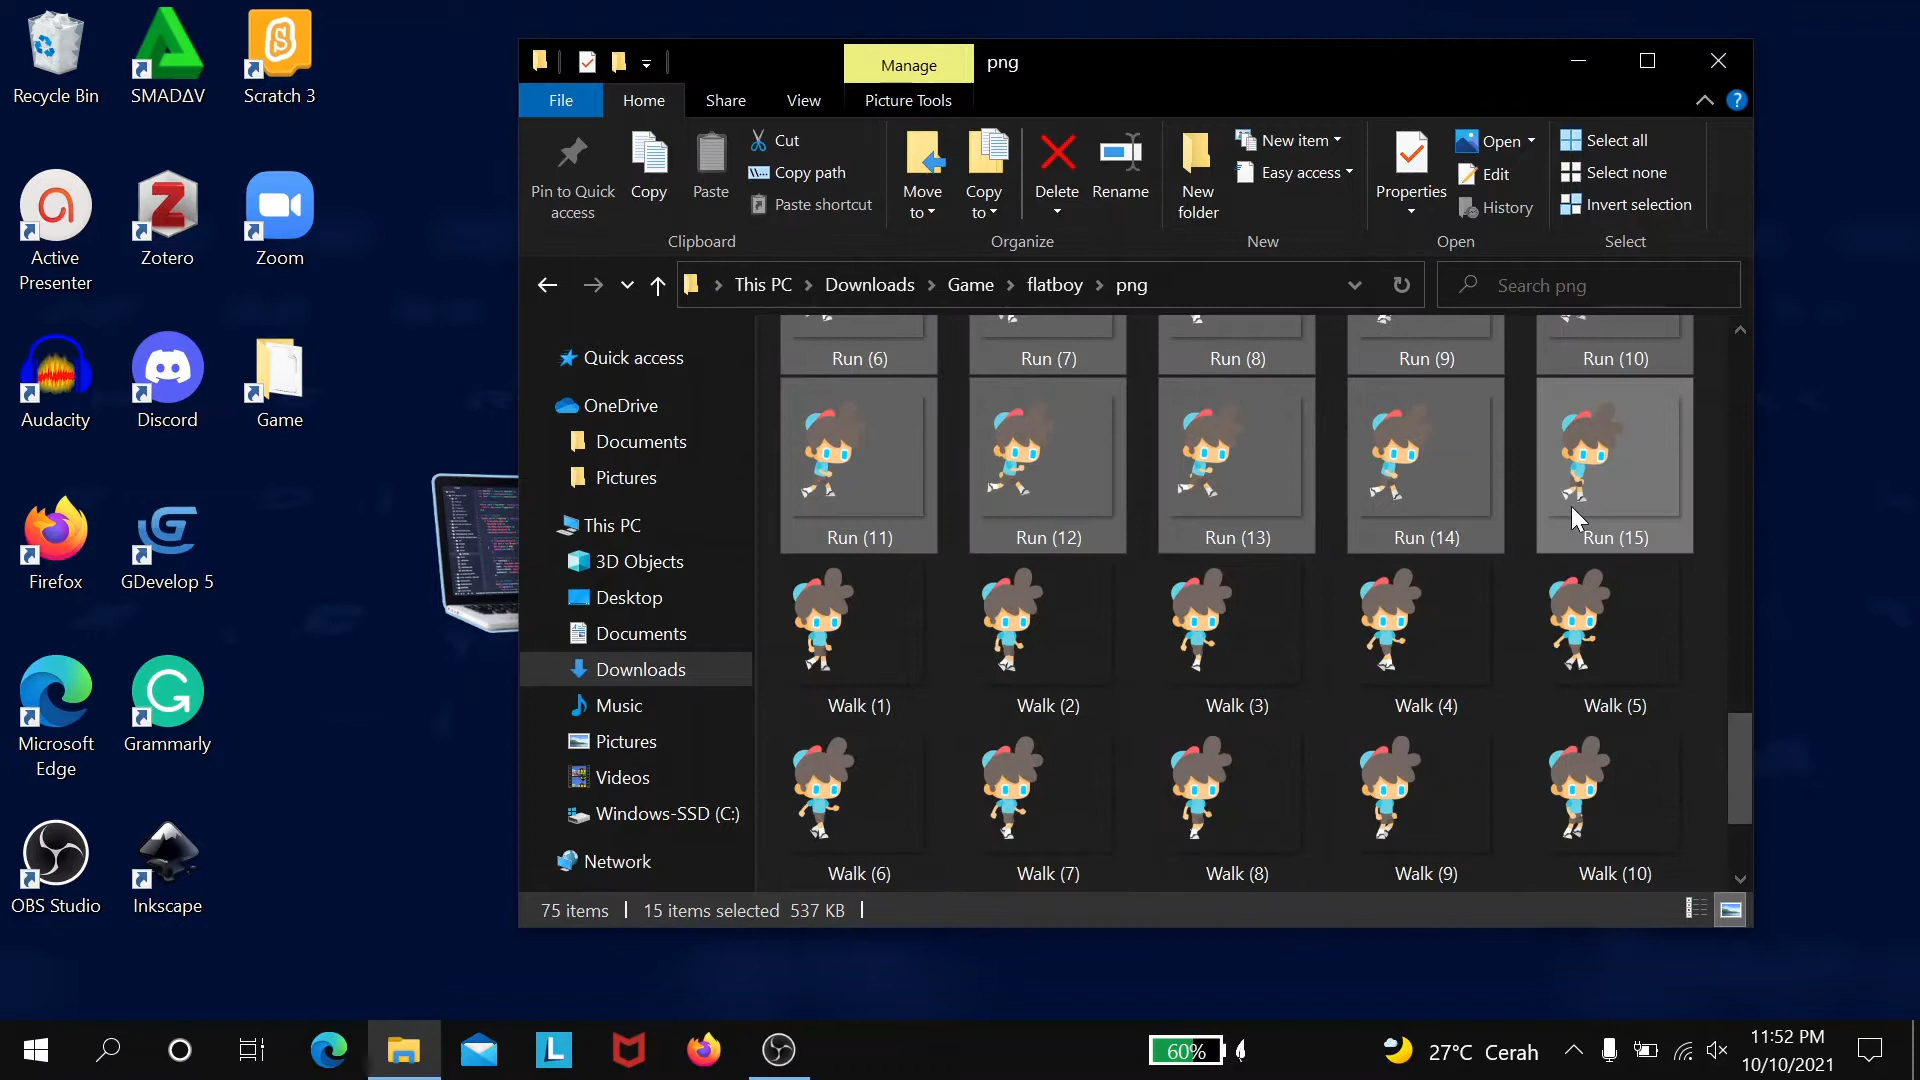 Recycle Bin
SMADΔV
Scratch 3
Active
Presenter
Zotero
Zoom
Audacity
Discord
Game
Firefox
GDevelop 5
Microsoft
Edge
Grammarly
OBS Studio
Inkscape
Manage
png
File
Home
Share
View
Picture Tools
Pin to Quick
access
Copy
Paste
Cut
Copy path
Paste shortcut
Clipboard
Move
to
Copy
to
Delete
Rename
Organize
New
folder
New item
Easy access
New
Properties
Open
Edit
History
Open
Select all
Select none
Invert selection
Select
This PC > Downloads > Game > flatboy > png
Search png
Quick access
OneDrive
Documents
Pictures
This PC
3D Objects
Desktop
Documents
Downloads
Music
Pictures
Videos
Windows-SSD (C:)
Network
Run (6)
Run (7)
Run (8)
Run (9)
Run (10)
Run (11)
Run (12)
Run (13)
Run (14)
Run (15)
Walk (1)
Walk (2)
Walk (3)
Walk (4)
Walk (5)
Walk (6)
Walk (7)
Walk (8)
Walk (9)
Walk (10)
75 items
15 items selected 537 KB
60%
27°C Cerah
11:52 PM
10/10/2021